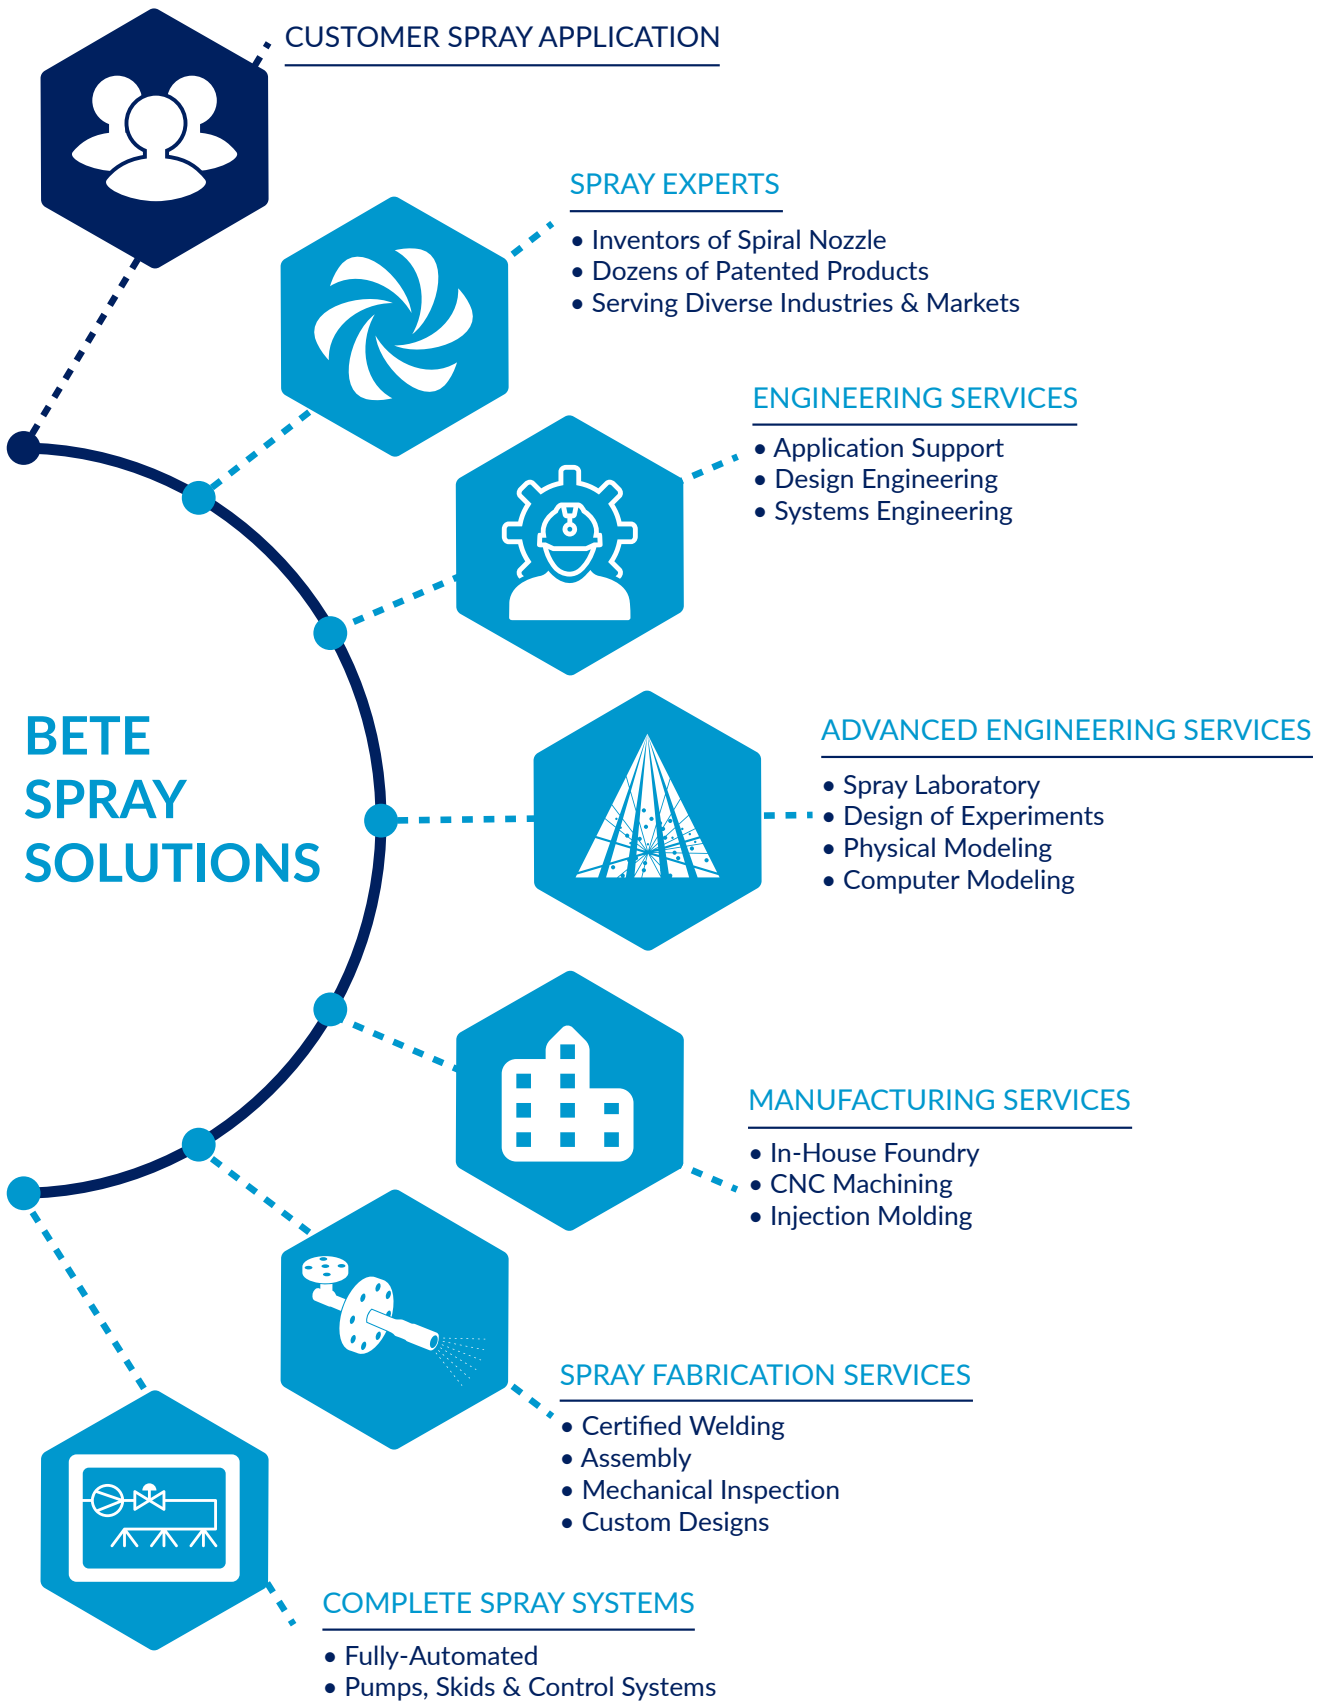 CUSTOMER SPRAY APPLICATION
SPRAY EXPERTS
• Inventors of Spiral Nozzle
• Dozens of Patented Products
• Serving Diverse Industries & Markets
ENGINEERING SERVICES
• Application Support
• Design Engineering
• Systems Engineering
BETE
SPRAY
SOLUTIONS
ADVANCED ENGINEERING SERVICES
• Spray Laboratory
• Design of Experiments
• Physical Modeling
• Computer Modeling
MANUFACTURING SERVICES
• In-House Foundry
• CNC Machining
• Injection Molding
SPRAY FABRICATION SERVICES
• Certified Welding
• Assembly
• Mechanical Inspection
• Custom Designs
COMPLETE SPRAY SYSTEMS
• Fully-Automated
• Pumps, Skids & Control Systems